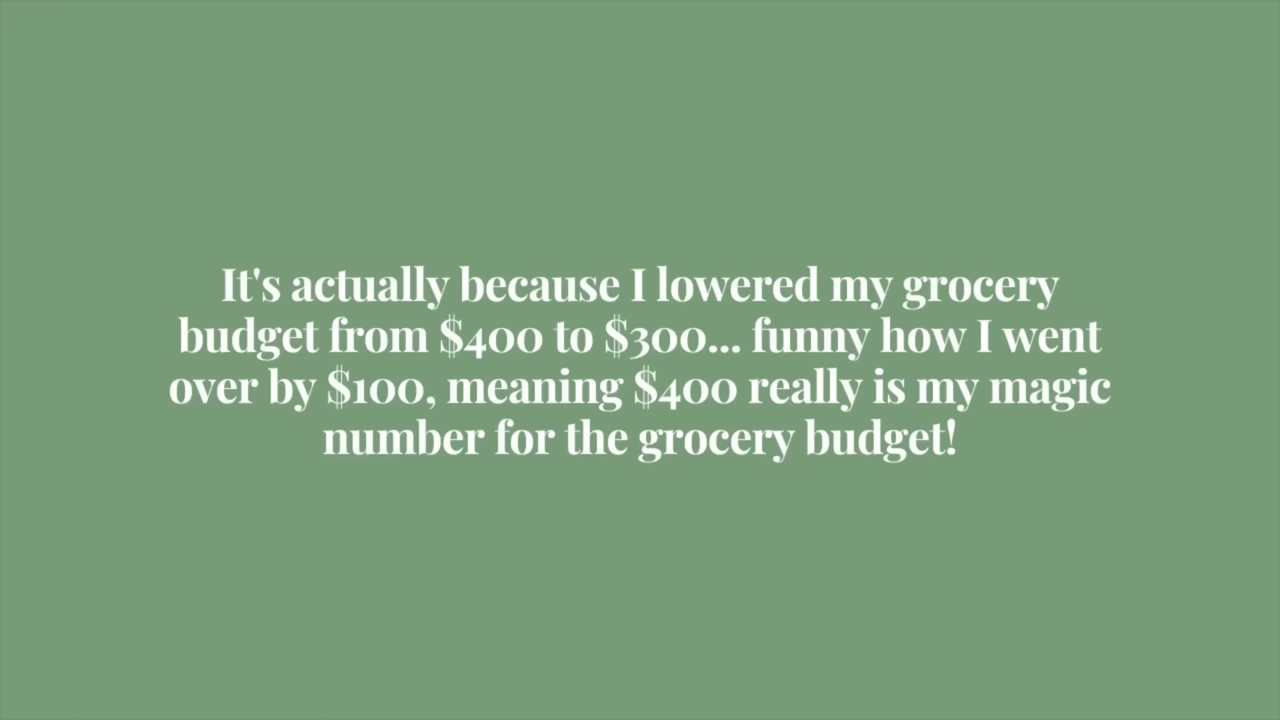 It's actually because I lowered my grocery
budget from $400 to $300... funny how I went
over by $100, meaning $400 really is my magic
number for the grocery budget!